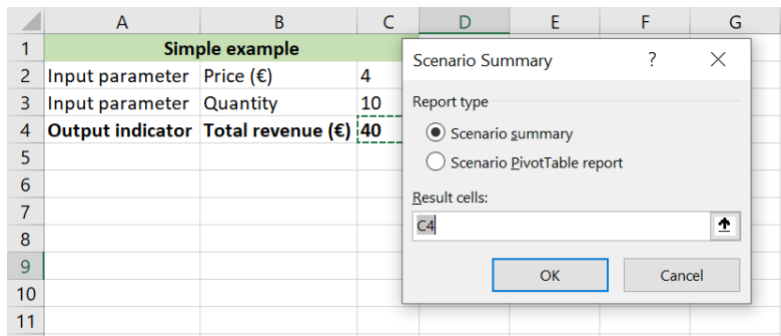 A B C D E F G
1 Simple example
2 Input parameter Price (€) 4
3 Input parameter Quantity 10
4 Output indicator Total revenue (€) 40
5
6
7
8
9
10
11
Scenario Summary ? ×
Report type
Scenario summary
Scenario PivotTable report
Result cells:
C4
OK Cancel